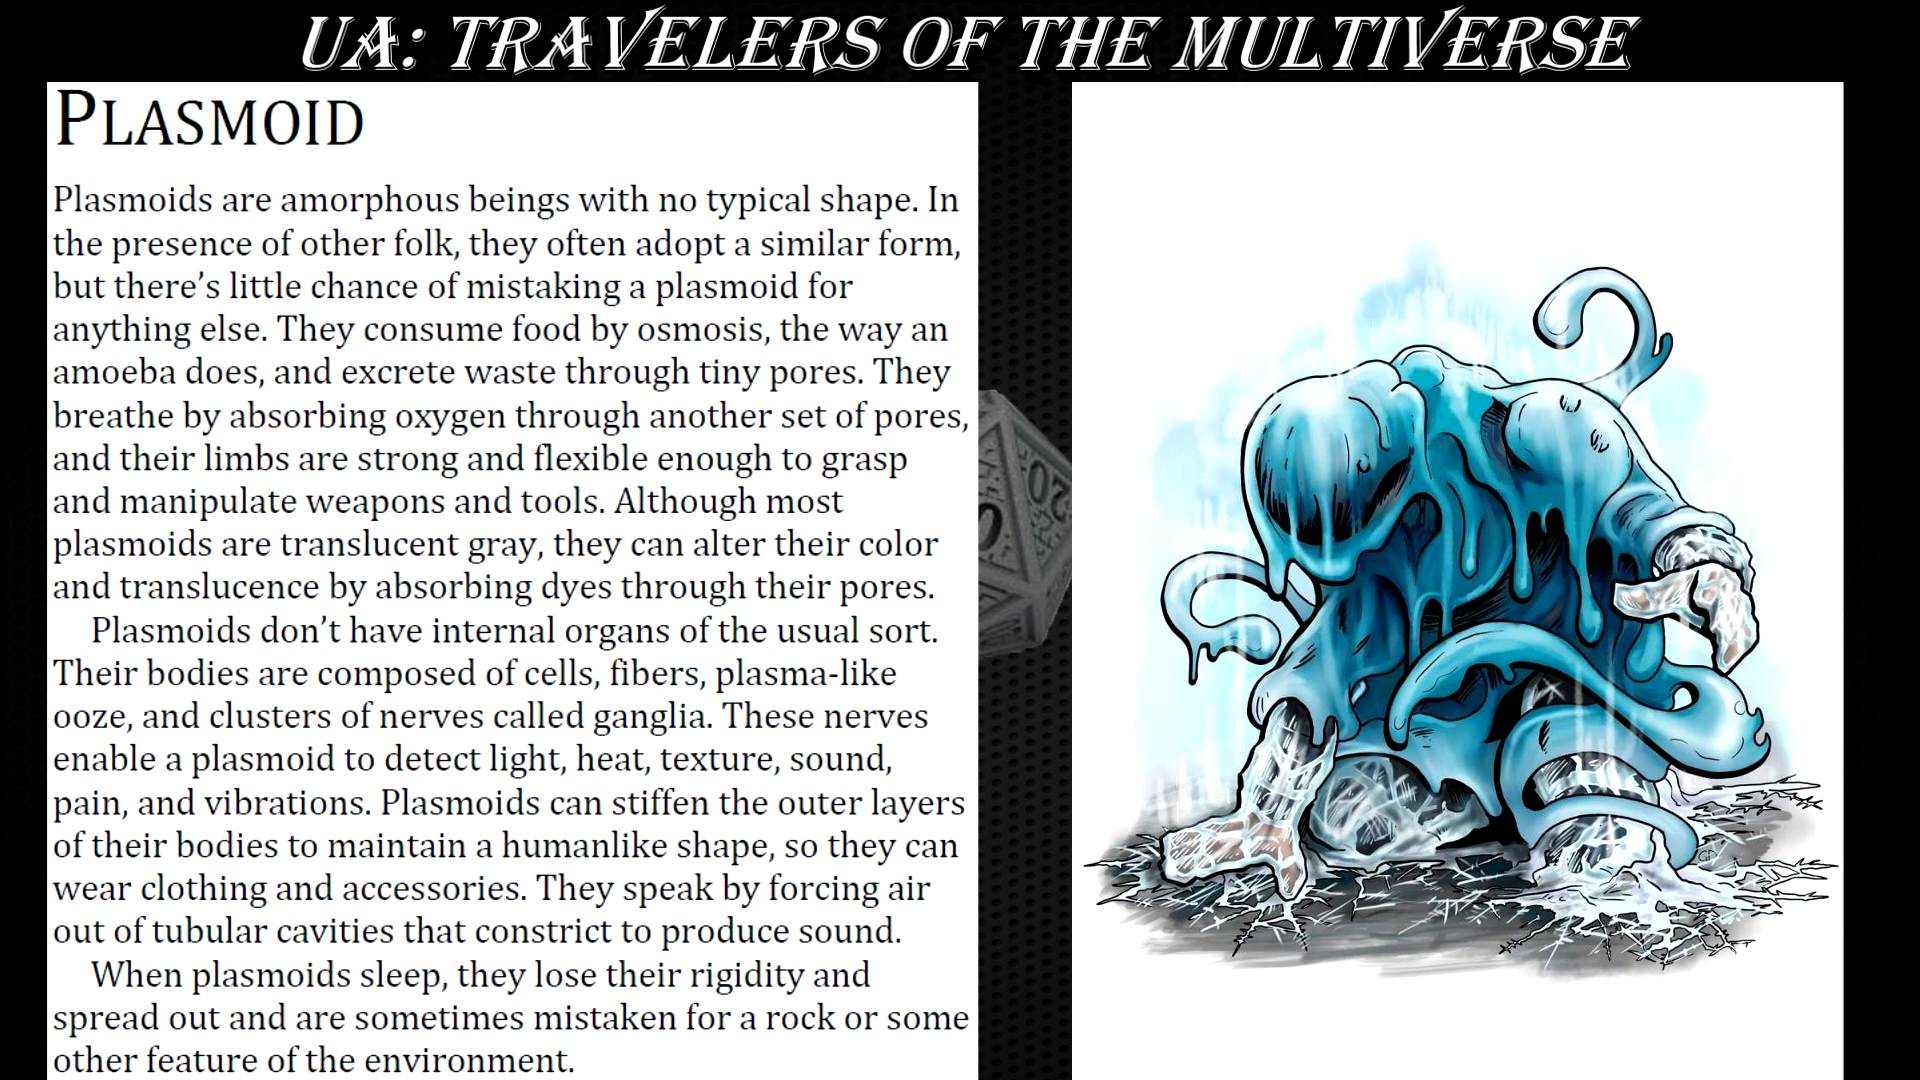 UA: TRAVELERS OF THE MULTIVERSE
PLASMOID
Plasmoids are amorphous beings with no typical shape. In
the presence of other folk, they often adopt a similar form,
but there’s little chance of mistaking a plasmoid for
anything else. They consume food by osmosis, the way an
amoeba does, and excrete waste through tiny pores. They
breathe by absorbing oxygen through another set of pores,
and their limbs are strong and flexible enough to grasp
and manipulate weapons and tools. Although most
plasmoids are translucent gray, they can alter their color
and translucence by absorbing dyes through their pores.
Plasmoids don’t have internal organs of the usual sort.
Their bodies are composed of cells, fibers, plasma-like
ooze, and clusters of nerves called ganglia. These nerves
enable a plasmoid to detect light, heat, texture, sound,
pain, and vibrations. Plasmoids can stiffen the outer layers
of their bodies to maintain a humanlike shape, so they can
wear clothing and accessories. They speak by forcing air
out of tubular cavities that constrict to produce sound.
When plasmoids sleep, they lose their rigidity and
spread out and are sometimes mistaken for a rock or some
other feature of the environment.
20